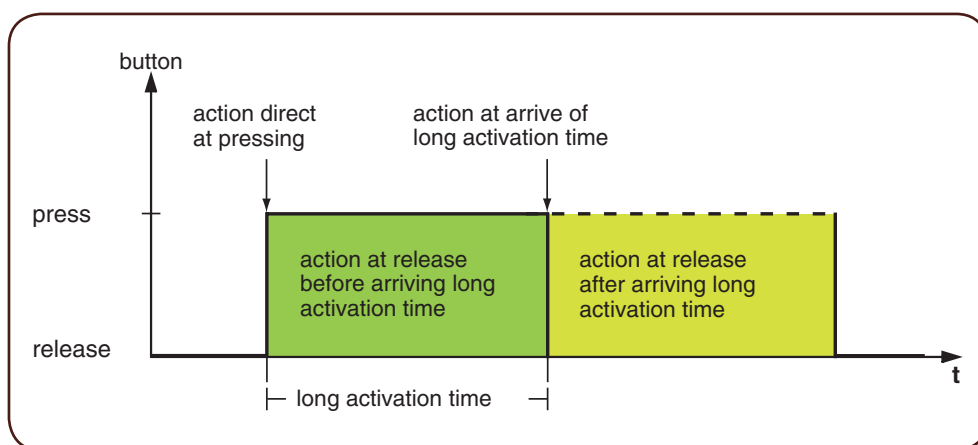 button
action direct
at pressing
action at arrive of
long activation time
press
action at release
before arriving long
activation time
action at release
after arriving long
activation time
release
t
long activation time